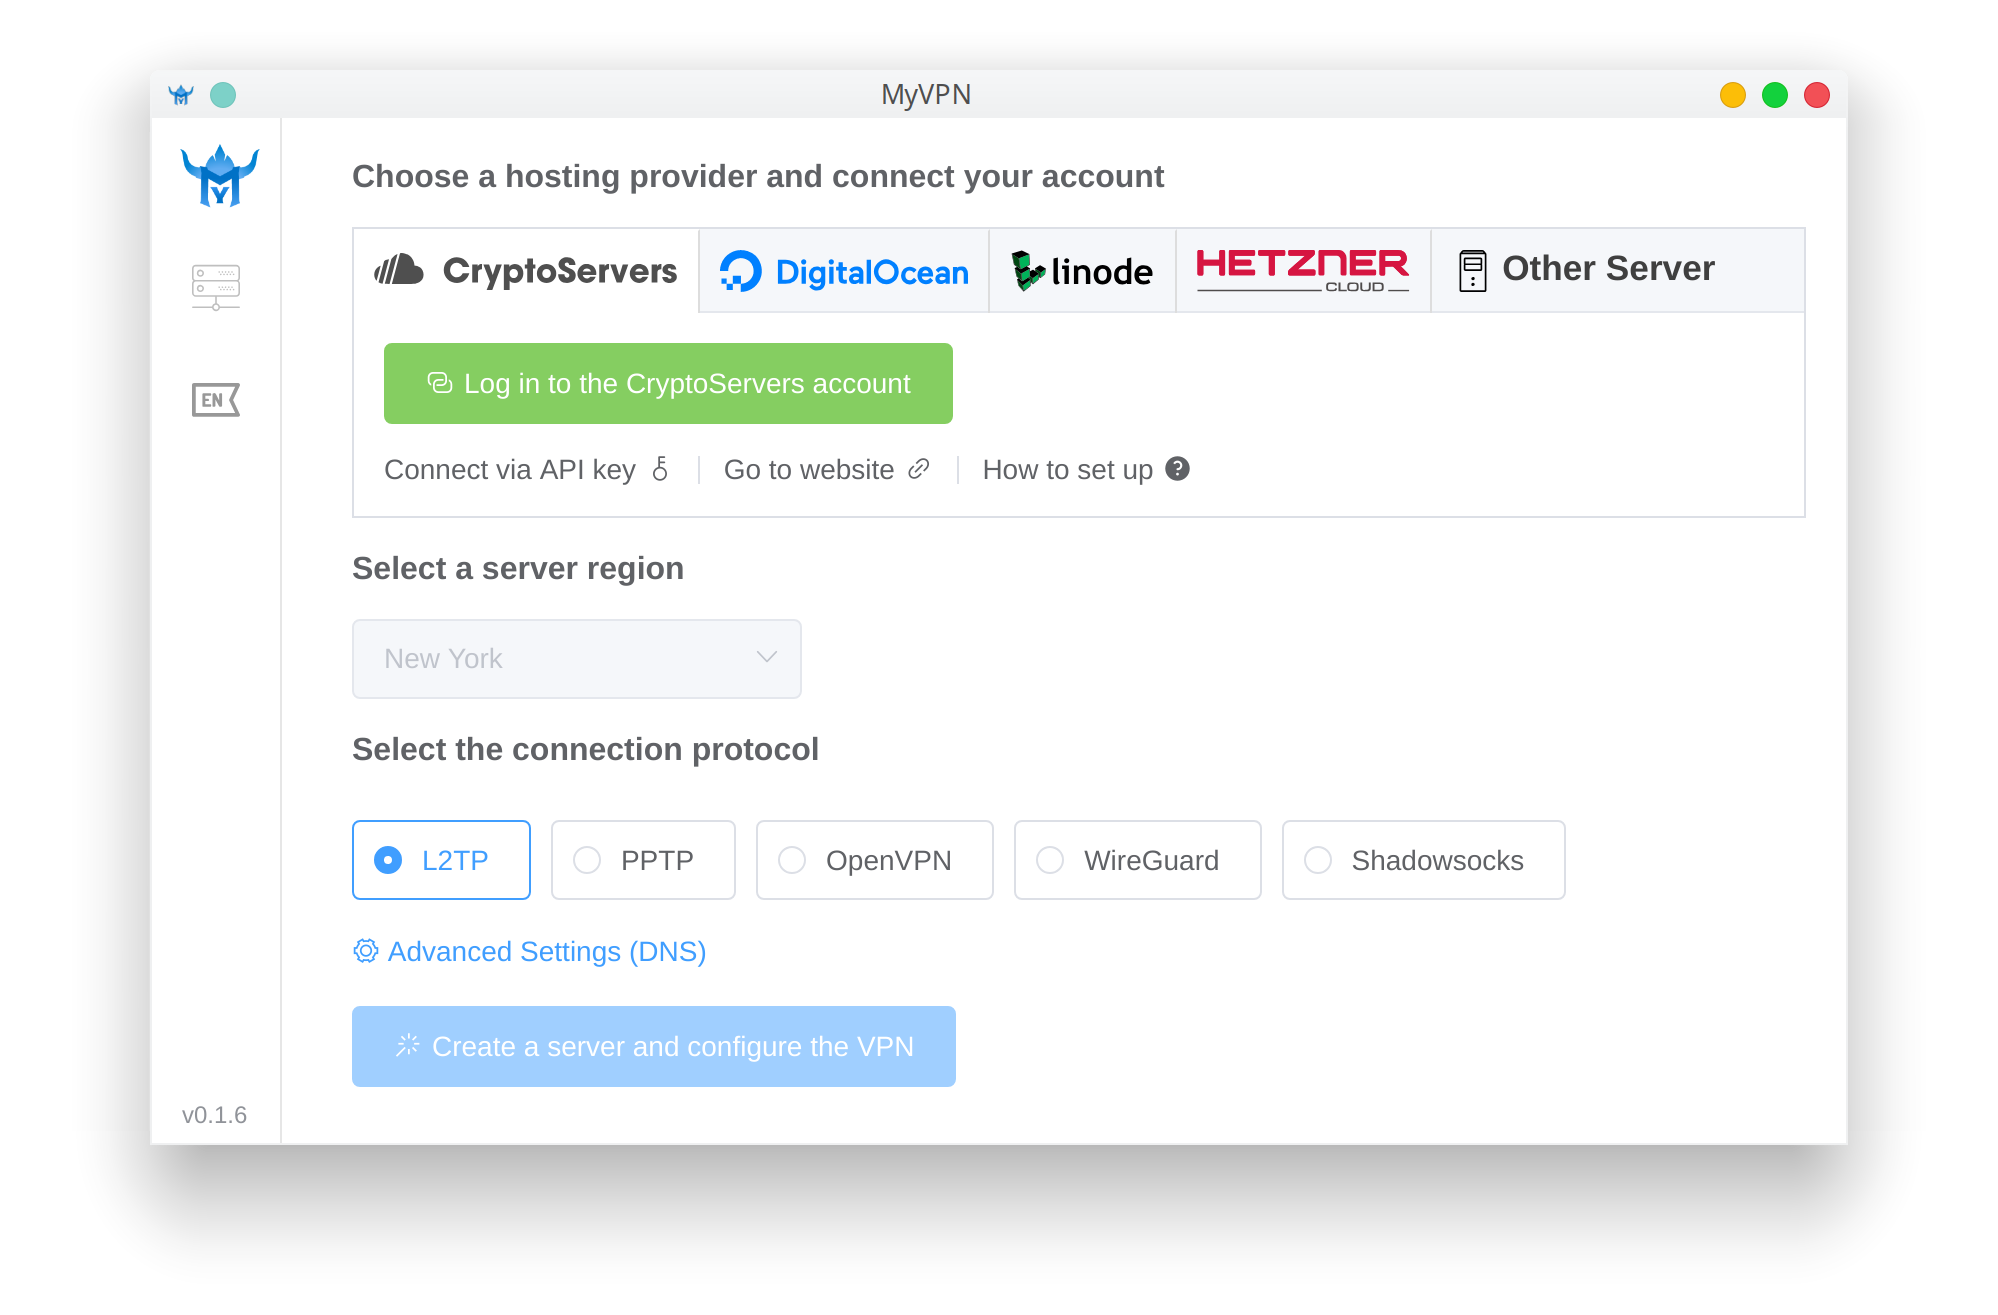 MyVPN
Choose a hosting provider and connect your account
CryptoServers DigitalOcean linode HETZNER CLOUD Other Server
Log in to the CryptoServers account
Connect via API key Go to website How to set up ?
EN
Select a server region
New York
Select the connection protocol
L2TP PPTP OpenVPN WireGuard Shadowsocks
Advanced Settings (DNS)
Create a server and configure the VPN
v0.1.6